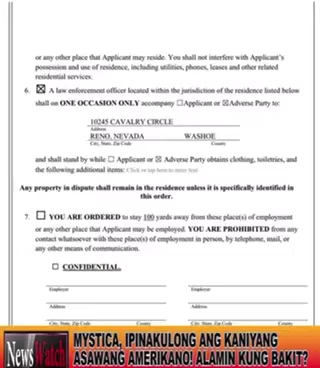 or any other place that Applicant may reside. You shall not interfere with Applicant's
possession and use of residence, including utilities, phones, leases and other related
residential services.
6. ☒ A law enforcement officer located within the jurisdiction of the residence listed below
shall on ONE OCCASION ONLY accompany ☐Applicant or ☒Adverse Party to:
10245 CAVALRY CIRCLE
Address
RENO, NEVADA WASHOE
City, State, Zip Code County
and shall stand by while ☐ Applicant or ☒ Adverse Party obtains clothing, toiletries, and
the following additional items: Click or tap here to enter text
Any property in dispute shall remain in the residence unless it is specifically identified in
this order.
7. ☐ YOU ARE ORDERED to stay 100 yards away from these place(s) of employment
or any other place that Applicant may be employed. YOU ARE PROHIBITED from any
contact whatsoever with these place(s) of employment in person, by telephone, mail, or
any other means of communication.
☐ CONFIDENTIAL.
Employer Employer
Address Address
City, State, Zip Code County City, State, Zip Code County
News Watch
MYSTICA, IPINAKULONG ANG KANIYANG
ASAWANG AMERIKANO! ALAMIN KUNG BAKIT?